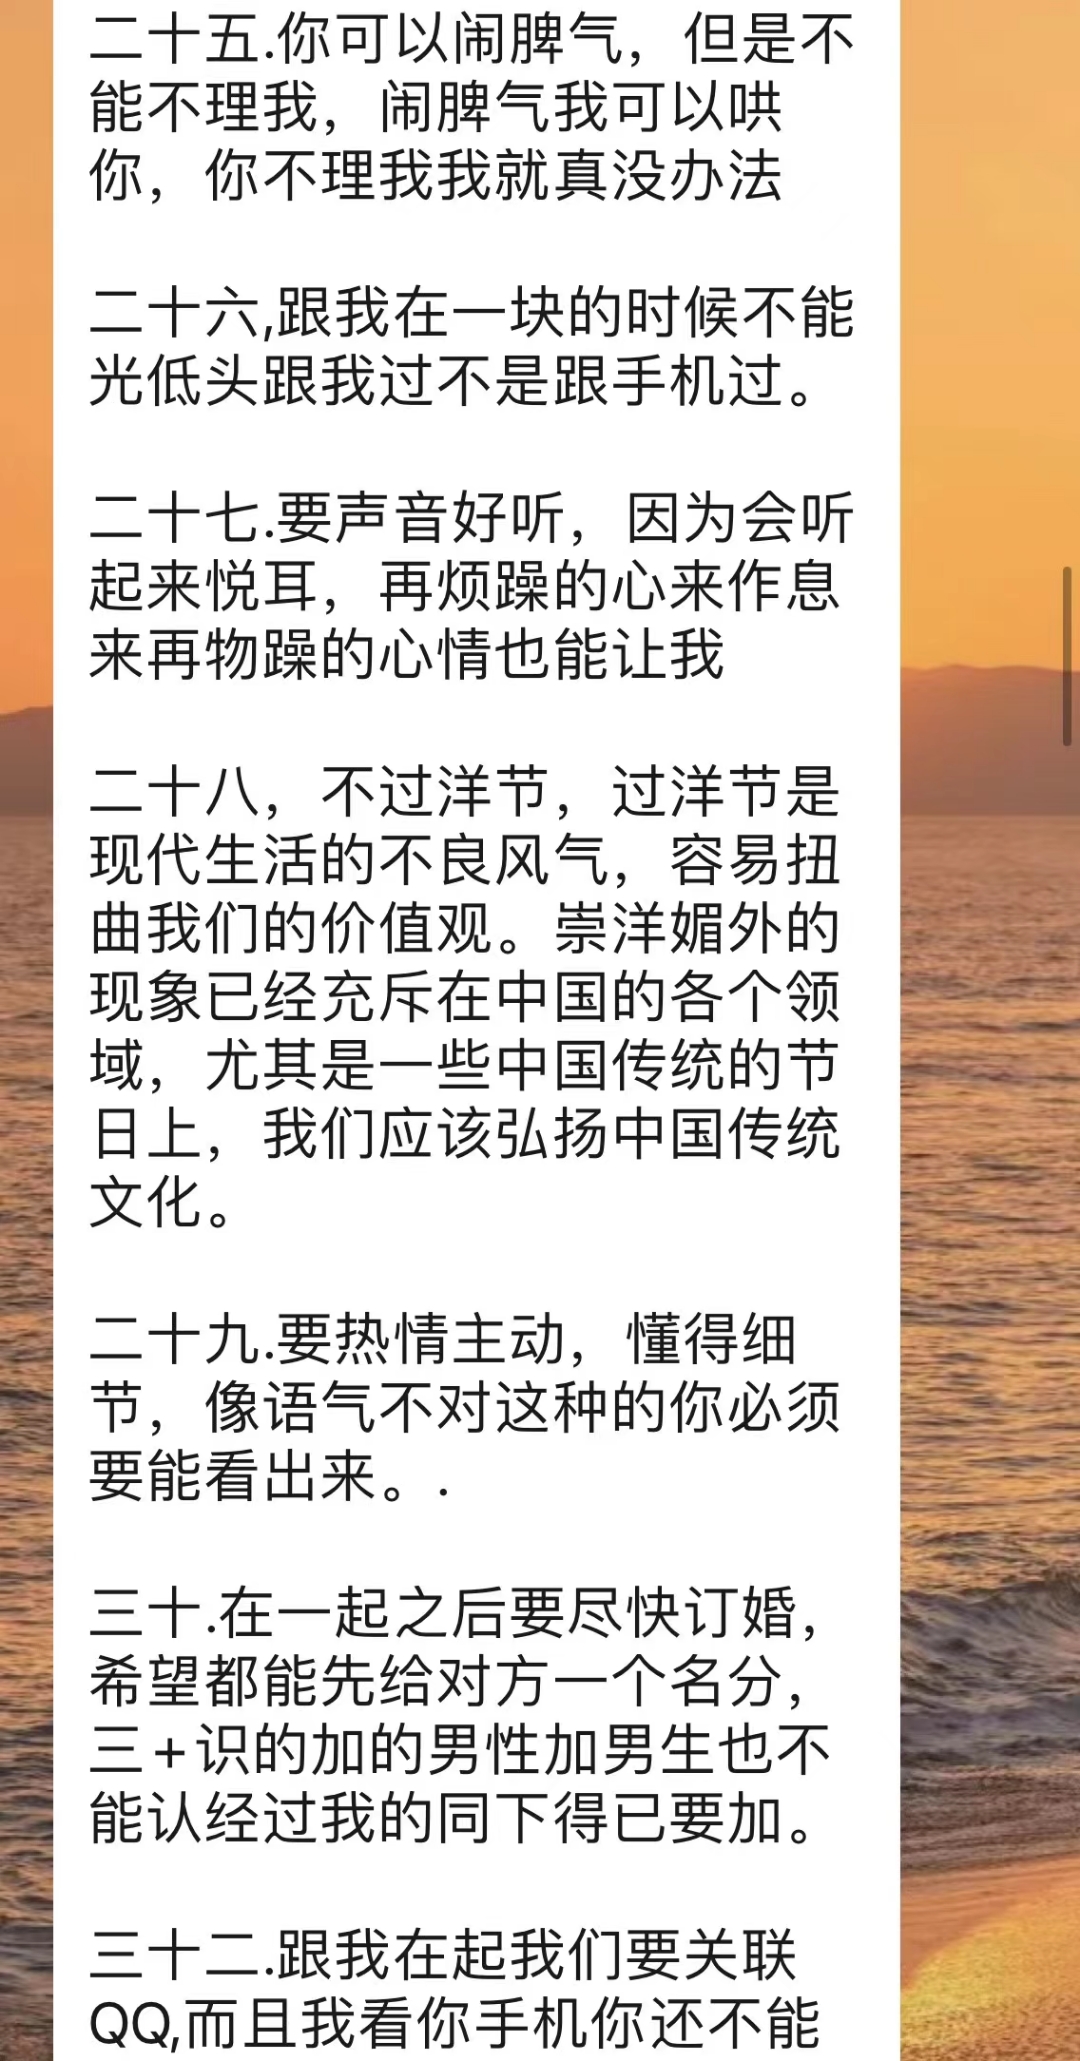 二十五.你可以闹脾气，但是不
能不理我，闹脾气我可以哄
你，你不理我我就真没办法
二十六,跟我在一块的时候不能
光低头跟我过不是跟手机过。
二十七.要声音好听，因为会听
起来悦耳，再烦躁的心来作息
来再物躁的心情也能让我
二十八，不过洋节，过洋节是
现代生活的不良风气，容易扭
曲我们的价值观。崇洋媚外的
现象已经充斥在中国的各个领
域，尤其是一些中国传统的节
日上，我们应该弘扬中国传统
文化。
二十九.要热情主动，懂得细
节，像语气不对这种的你必须
要能看出来。.
三十.在一起之后要尽快订婚，
希望都能先给对方一个名分，
三+识的加的男性加男生也不
能认经过我的同下得已要加。
三十二.跟我在起我们要关联
QQ,而且我看你手机你还不能